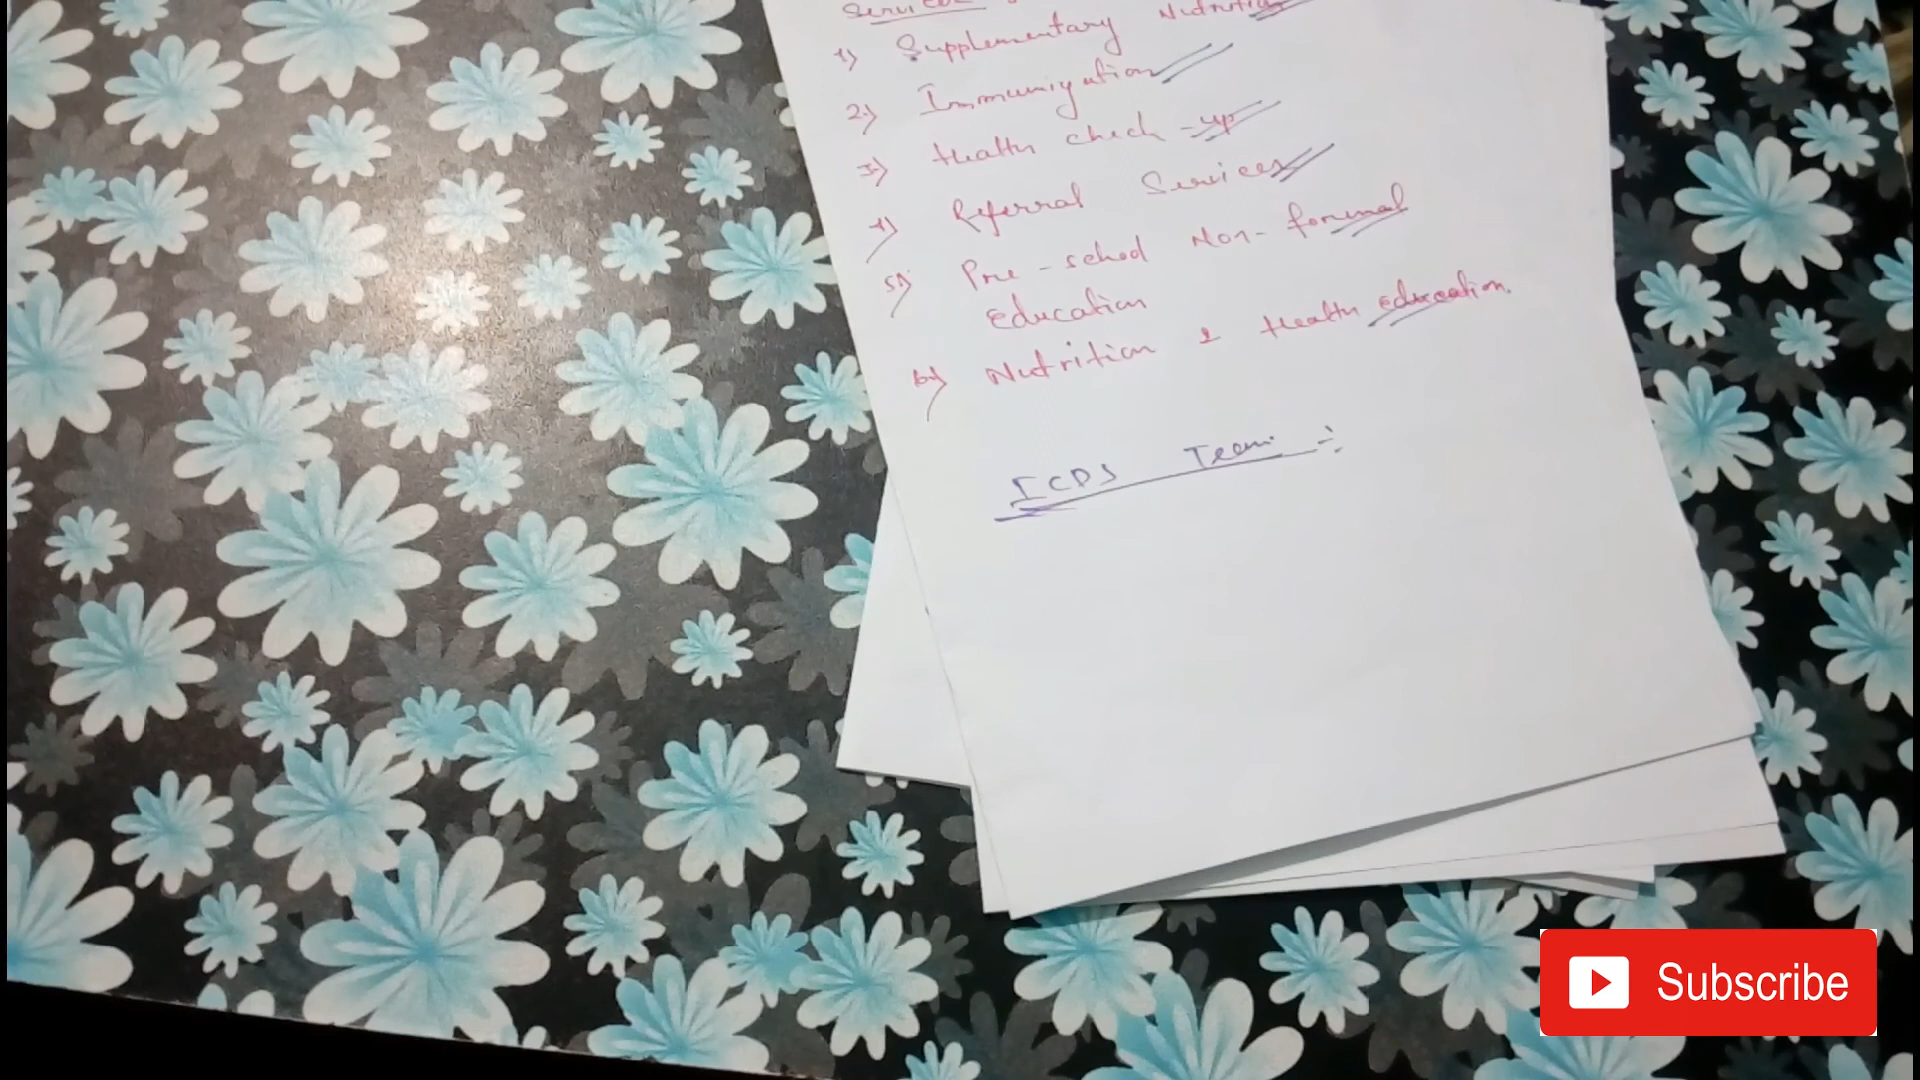 Services
1) Supplementary Nutrition
2) Immunization
3) Health check-up
4) Referral Services
5) Pre-school Non-formal
Education
6) Nutrition & Health education.
ICDS Team :-
Subscribe